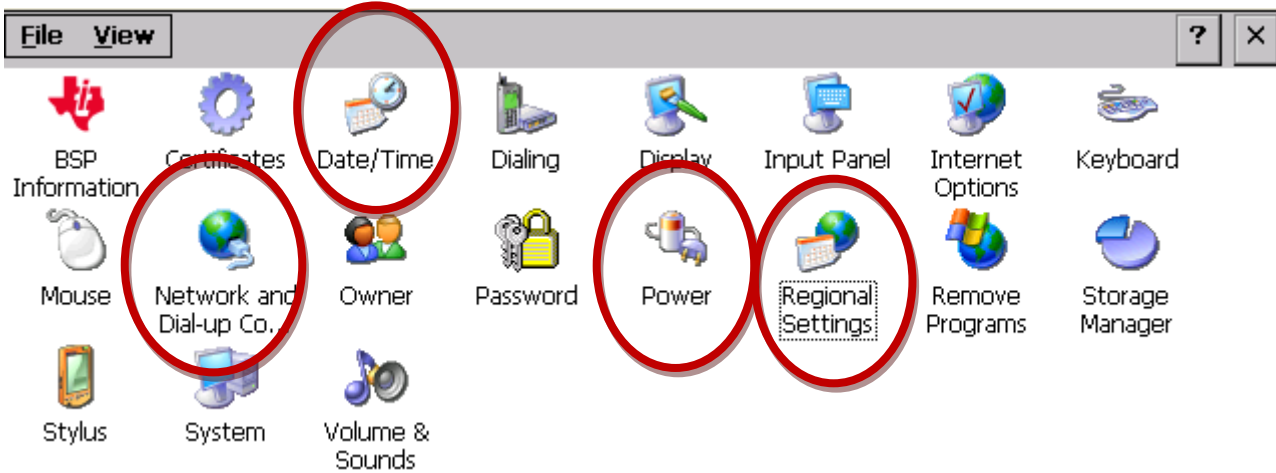 File View ? ×
BSP Information
Certificates
Date/Time
Dialing
Display
Input Panel
Internet Options
Keyboard
Mouse
Network and Dial-up Co...
Owner
Password
Power
Regional Settings
Remove Programs
Storage Manager
Stylus
System
Volume & Sounds